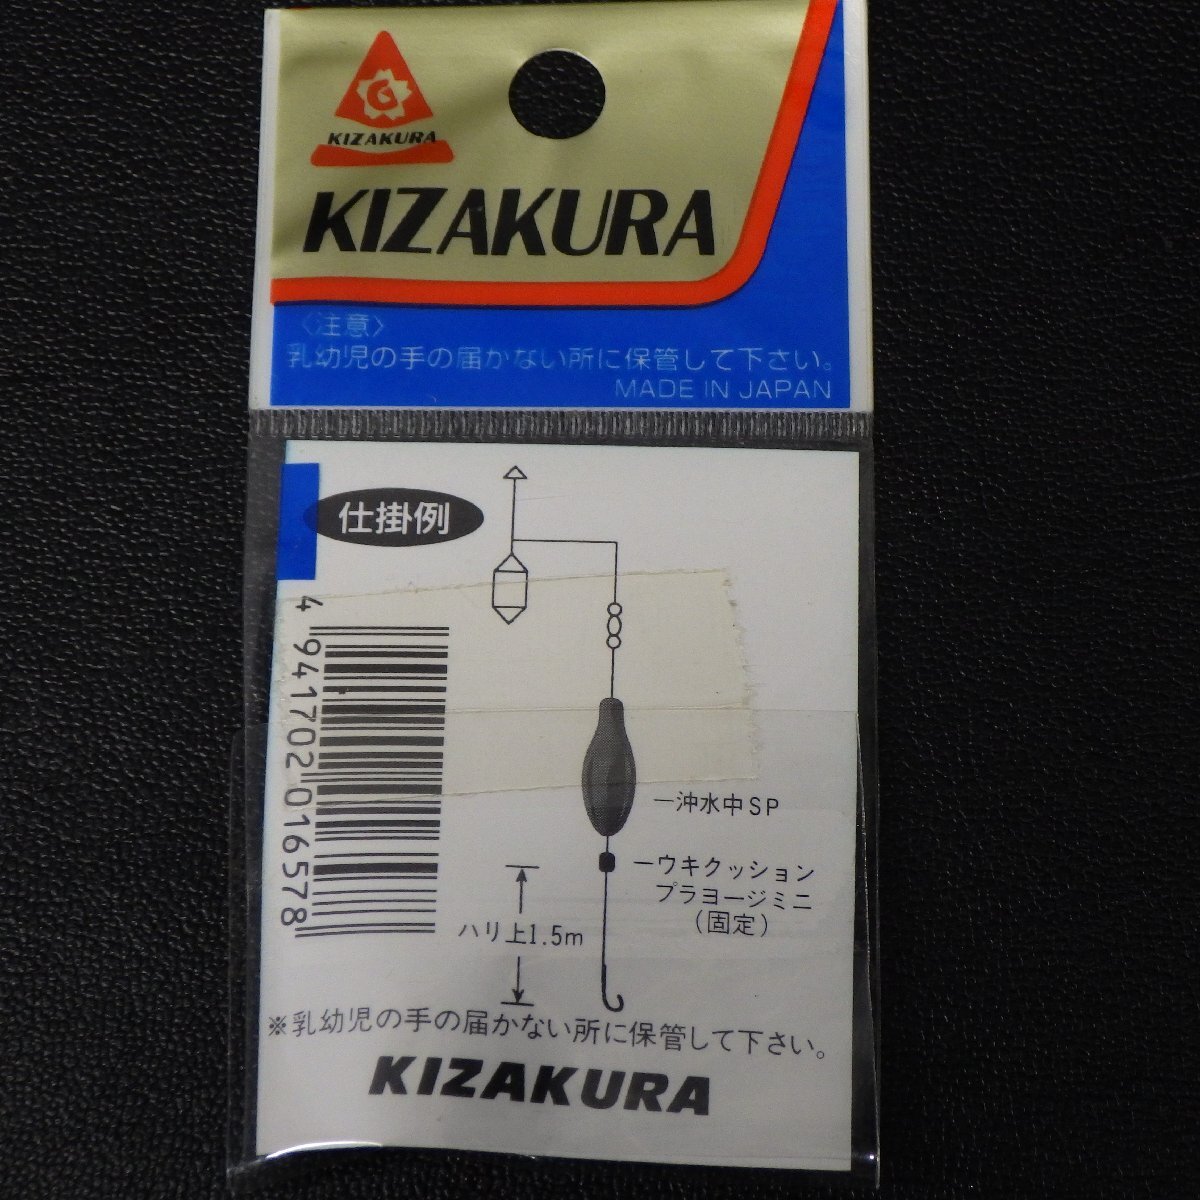 KIZAKURA
KIZAKURA
〈注意〉
乳幼児の手の届かない所に保管して下さい。
MADE IN JAPAN
仕掛例
4 941702 016578
沖水中SP
ウキクッション
プラヨージミニ
(固定)
ハリ上1.5m
※乳幼児の手の届かない所に保管して下さい。
KIZAKURA